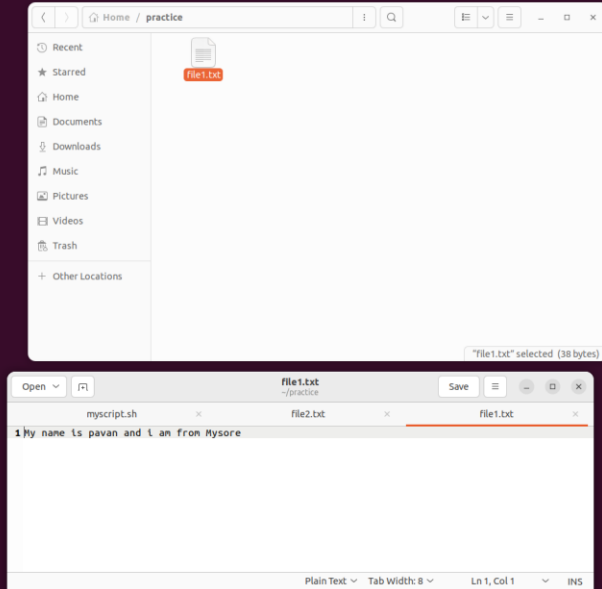 Home / practice
Recent
Starred
Home
Documents
Downloads
Music
Pictures
Videos
Trash
+ Other Locations
file1.txt
"file1.txt" selected (38 bytes)
Open
file1.txt
~/practice
Save
myscript.sh
file2.txt
file1.txt
1 My name is pavan and i am from Mysore
Plain Text
Tab Width: 8
Ln 1, Col 1
INS